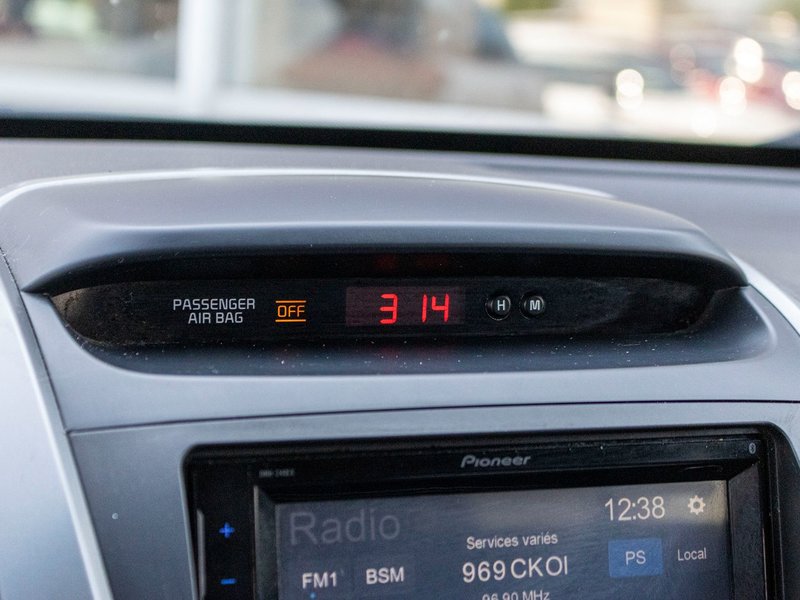 PASSENGER
AIR BAG
OFF
3 14
H
M
Pioneer
12:38
Radio
Services variés
PS
Local
FM1
BSM
969 CKOI
96.90 MHz